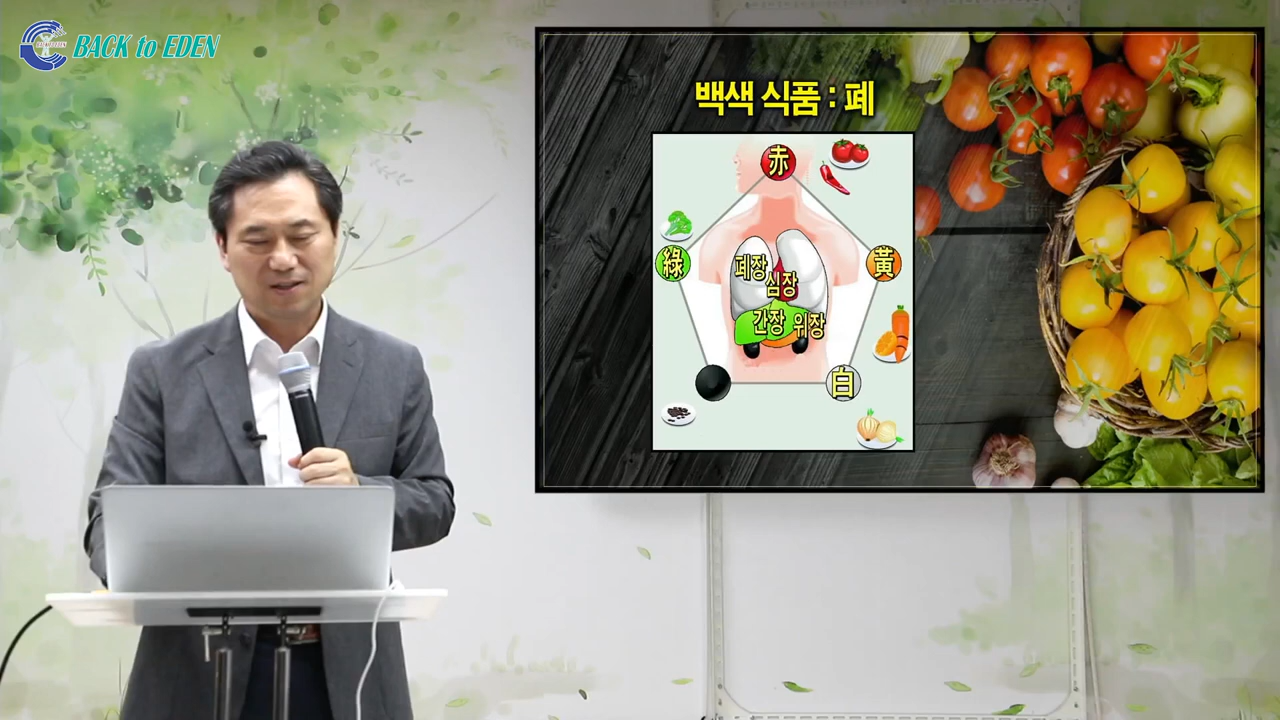 BACK to EDEN
백색 식품 : 폐
赤
綠
黃
폐장
심장
간장 위장
白